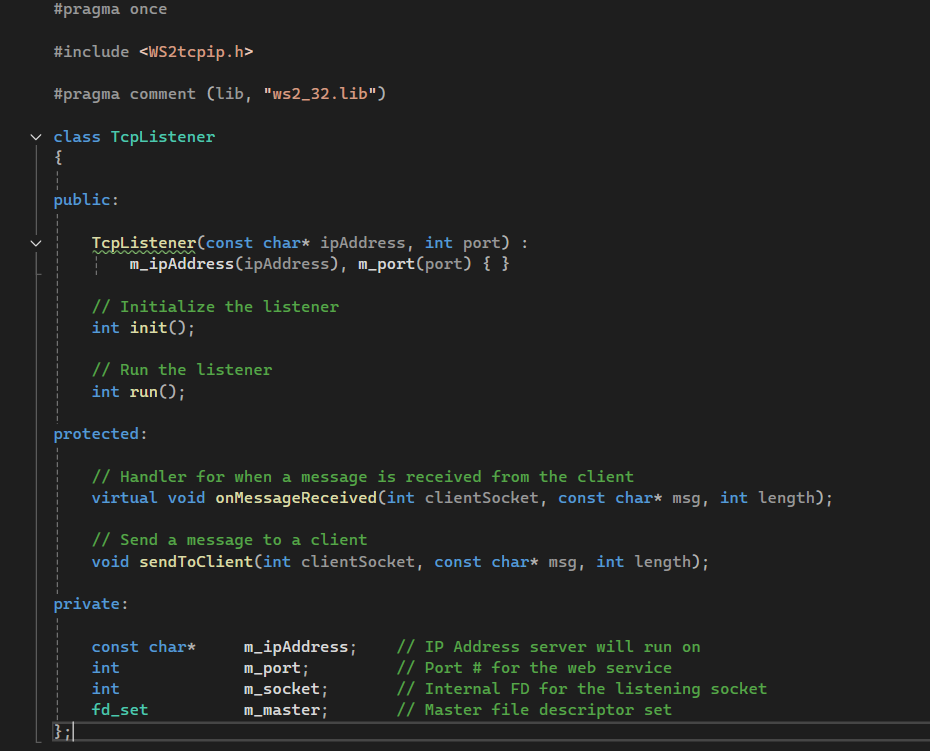 #pragma once
#include <WS2tcpip.h>
#pragma comment (lib, "ws2_32.lib")
class TcpListener
{
public:
TcpListener(const char* ipAddress, int port) :
m_ipAddress(ipAddress), m_port(port) { }
// Initialize the listener
int init();
// Run the listener
int run();
protected:
// Handler for when a message is received from the client
virtual void onMessageReceived(int clientSocket, const char* msg, int length);
// Send a message to a client
void sendToClient(int clientSocket, const char* msg, int length);
private:
const char* m_ipAddress; // IP Address server will run on
int m_port; // Port # for the web service
int m_socket; // Internal FD for the listening socket
fd_set m_master; // Master file descriptor set
};